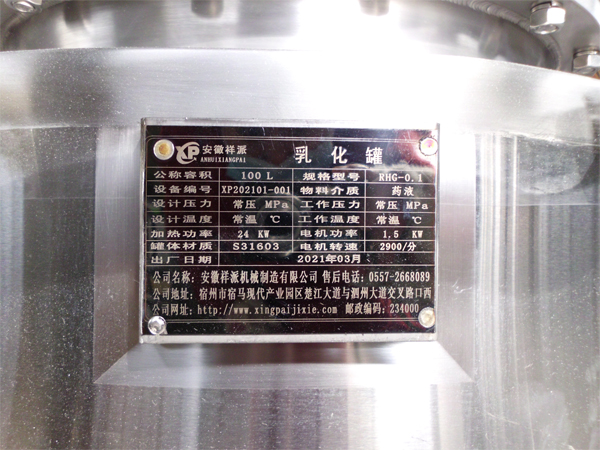 XP 安徽祥派 乳化罐
ANHUIXIANGPAI
公称容积 100 L 规格型号 RHG-0.1
设备编号 XP202101-001 物料介质 药液
设计压力 常压 MPa 工作压力 常压 MPa
设计温度 常温 ℃ 工作温度 常温 ℃
加热功率 24 KW 电机功率 1.5 KW
罐体材质 S31603 电机转速 2900/分
出厂日期 2021年03月
公司名称：安徽祥派机械制造有限公司 售后电话：0557-2668089
公司地址：宿州市宿马现代产业园区楚江大道与泗州大道交叉路口西
公司网址：http://www.xingpaijixie.com 邮政编码：234000